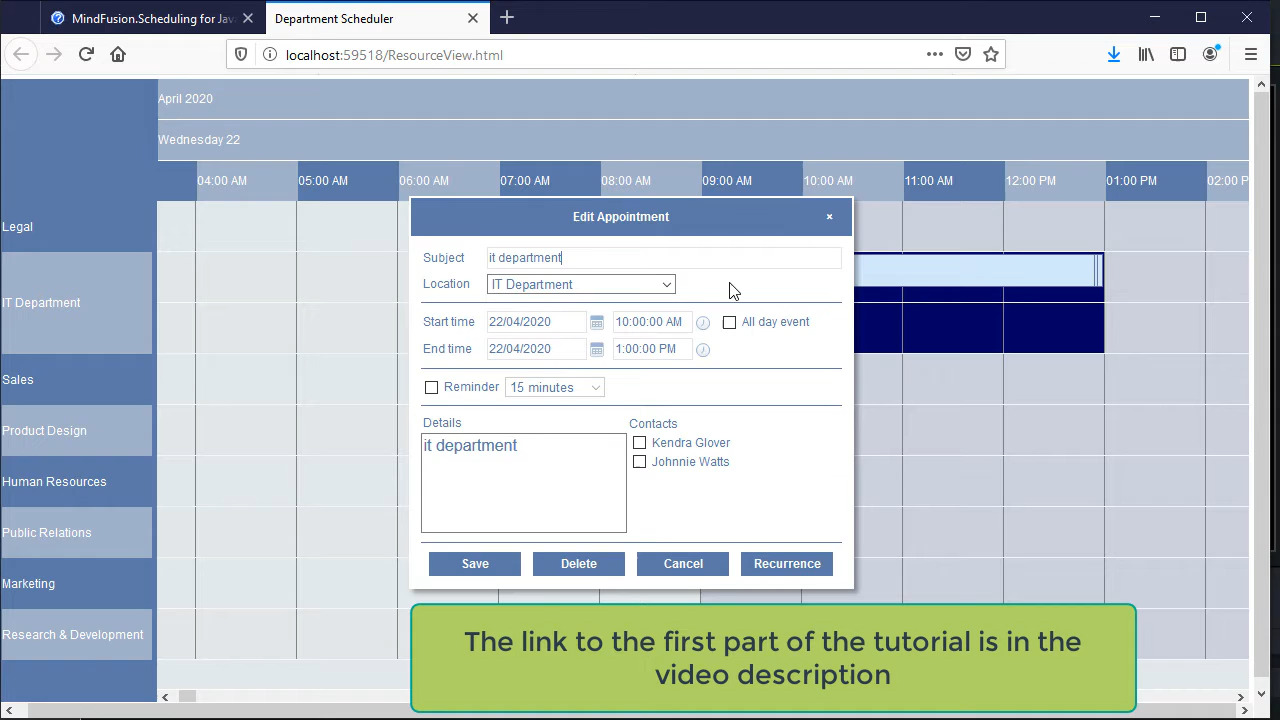 MindFusion.Scheduling for Java
Department Scheduler
localhost:59518/ResourceView.html
April 2020
Wednesday 22
04:00 AM
05:00 AM
06:00 AM
07:00 AM
08:00 AM
09:00 AM
10:00 AM
11:00 AM
12:00 PM
01:00 PM
02:00 P
Legal
IT Department
Sales
Product Design
Human Resources
Public Relations
Marketing
Research & Development
Edit Appointment
×
Subject
it department
Location
IT Department
Start time
22/04/2020
10:00:00 AM
All day event
End time
22/04/2020
1:00:00 PM
Reminder
15 minutes
Details
it department
Contacts
Kendra Glover
Johnnie Watts
Save
Delete
Cancel
Recurrence
The link to the first part of the tutorial is in the
video description